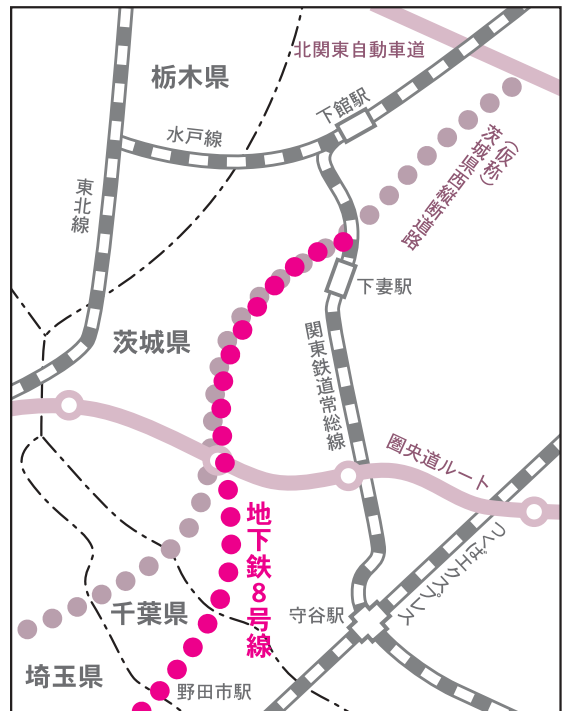 北関東自動車道
栃木県
下館駅
水戸線
(仮称)
茨城県西縦断道路
東北線
下妻駅
茨城県
関東鉄道常総線
圏央道ルート
地下鉄8号線
つくばエクスプレス
千葉県
守谷駅
埼玉県
野田市駅